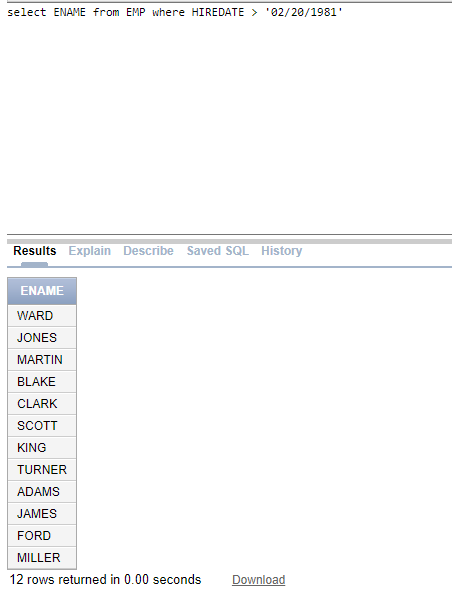 select ENAME from EMP where HIREDATE > '02/20/1981'
Results Explain Describe Saved SQL History
ENAME
WARD
JONES
MARTIN
BLAKE
CLARK
SCOTT
KING
TURNER
ADAMS
JAMES
FORD
MILLER
12 rows returned in 0.00 seconds Download